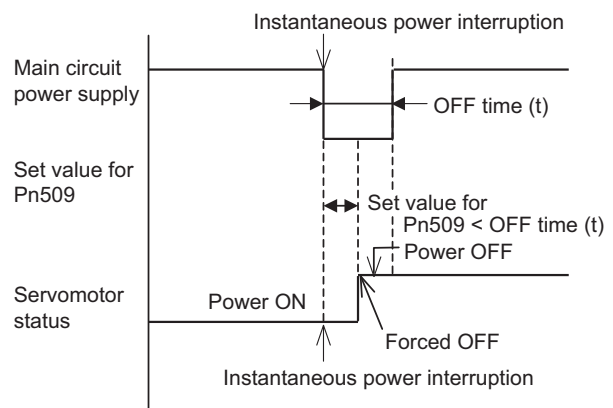 Instantaneous power interruption
Main circuit
power supply
OFF time (t)
Set value for
Pn509
Set value for
Pn509 < OFF time (t)
Power OFF
Servomotor
status
Power ON
Forced OFF
Instantaneous power interruption